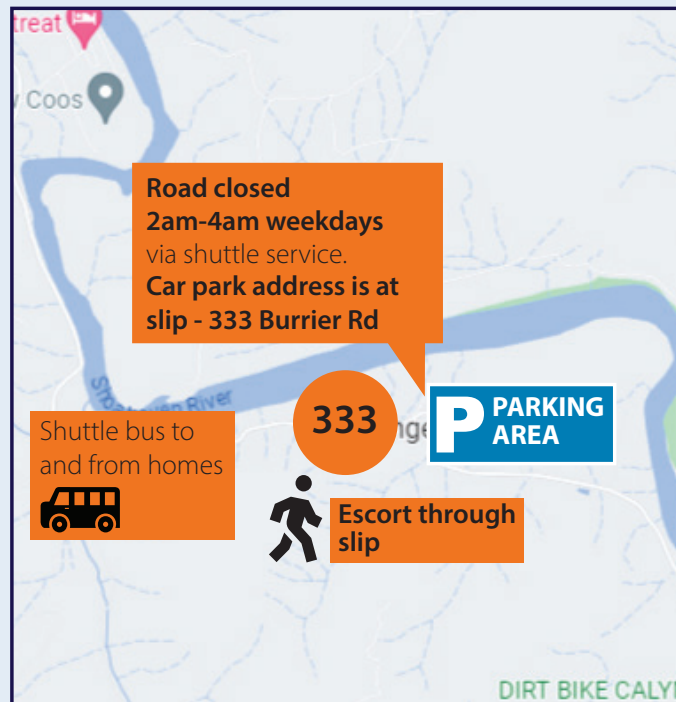 treat
Coos
Road closed
2am-4am weekdays
via shuttle service.
Car park address is at
slip - 333 Burrier Rd
River
333
P PARKING
AREA
Shuttle bus to
and from homes
Escort through
slip
DIRT BIKE CALY